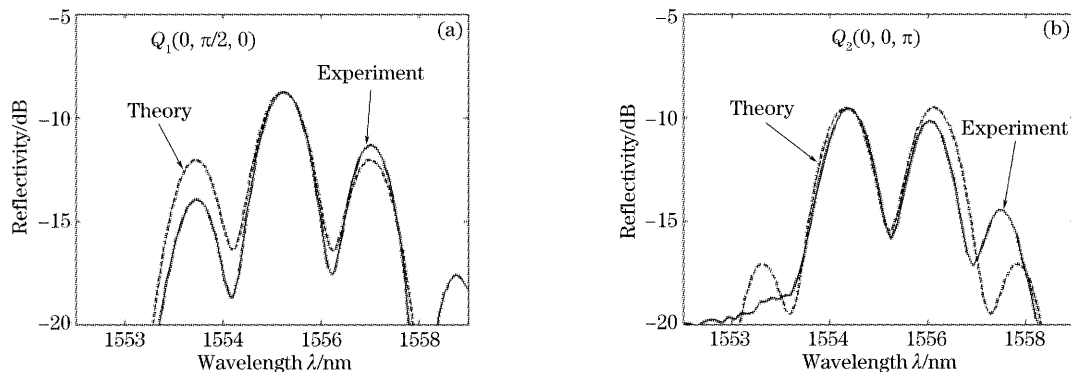 −5
(a)
Q1(0, π/2, 0)
Experiment
Theory
−10
−15
−20
Reflectivity/dB
1553
1554
1556
1558
Wavelength λ/nm
−5
(b)
Q2(0, 0, π)
Theory
Experiment
−10
−15
−20
Reflectivity/dB
1553
1554
1556
1558
Wavelength λ/nm